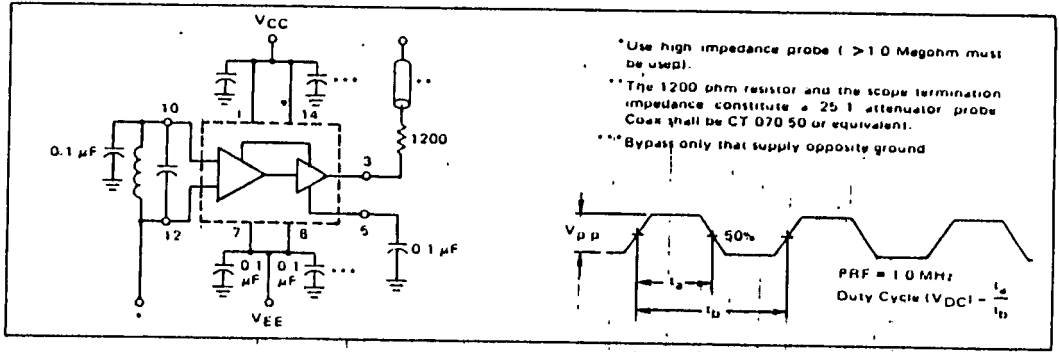 VCC
***
**
*
1
14
10
0.1 μF
3
1200
12
7
8
5
0.1 μF
0.1 μF
0.1 μF
***
VEE
*
*Use high impedance probe ( >1 0 Megohm must
be used).
**The 1200 ohm resistor and the scope termination
impedance constitute a 25 1 attenuator probe
Coax shall be CT 070 50 or equivalent.
***Bypass only that supply opposite ground
Vp p
50%
ta
tb
PRF = 1 0 MHz
Duty Cycle (VDC) - ta/tb